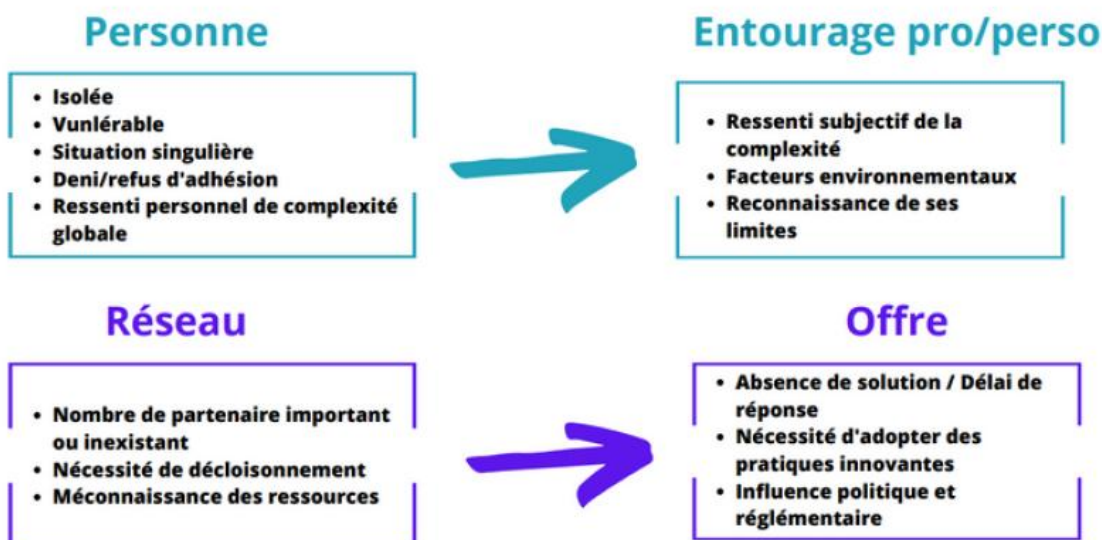 Personne
• Isolée
• Vunlérable
• Situation singulière
• Deni/refus d'adhésion
• Ressenti personnel de complexité
globale
Entourage pro/perso
• Ressenti subjectif de la
complexité
• Facteurs environnementaux
• Reconnaissance de ses
limites
Réseau
• Nombre de partenaire important
ou inexistant
• Nécessité de décloisonnement
• Méconnaissance des ressources
Offre
• Absence de solution / Délai de
réponse
• Nécessité d'adopter des
pratiques innovantes
• Influence politique et
réglémentaire